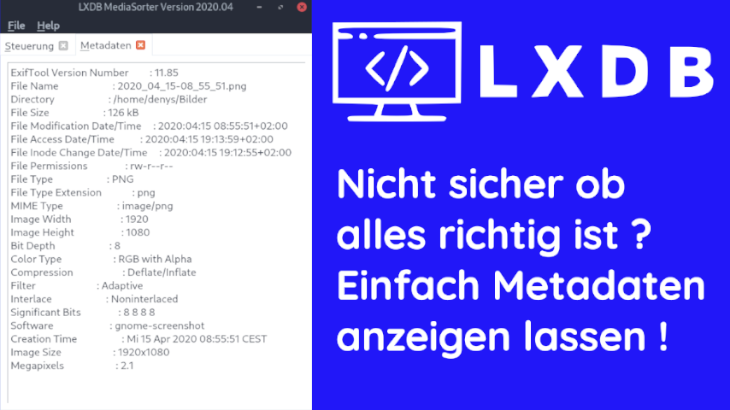 LXDB MediaSorter Version 2020.04
File Help
Steuerung Metadaten
ExifTool Version Number : 11.85
File Name : 2020_04_15-08_55_51.png
Directory : /home/denys/Bilder
File Size : 126 kB
File Modification Date/Time : 2020:04:15 08:55:51+02:00
File Access Date/Time : 2020:04:15 19:13:59+02:00
File Inode Change Date/Time : 2020:04:15 19:12:55+02:00
File Permissions : rw-r--r--
File Type : PNG
File Type Extension : png
MIME Type : image/png
Image Width : 1920
Image Height : 1080
Bit Depth : 8
Color Type : RGB with Alpha
Compression : Deflate/Inflate
Filter : Adaptive
Interlace : Noninterlaced
Significant Bits : 8 8 8 8
Software : gnome-screenshot
Creation Time : Mi 15 Apr 2020 08:55:51 CEST
Image Size : 1920x1080
Megapixels : 2.1
</> LXDB
Nicht sicher ob
alles richtig ist ?
Einfach Metadaten
anzeigen lassen !